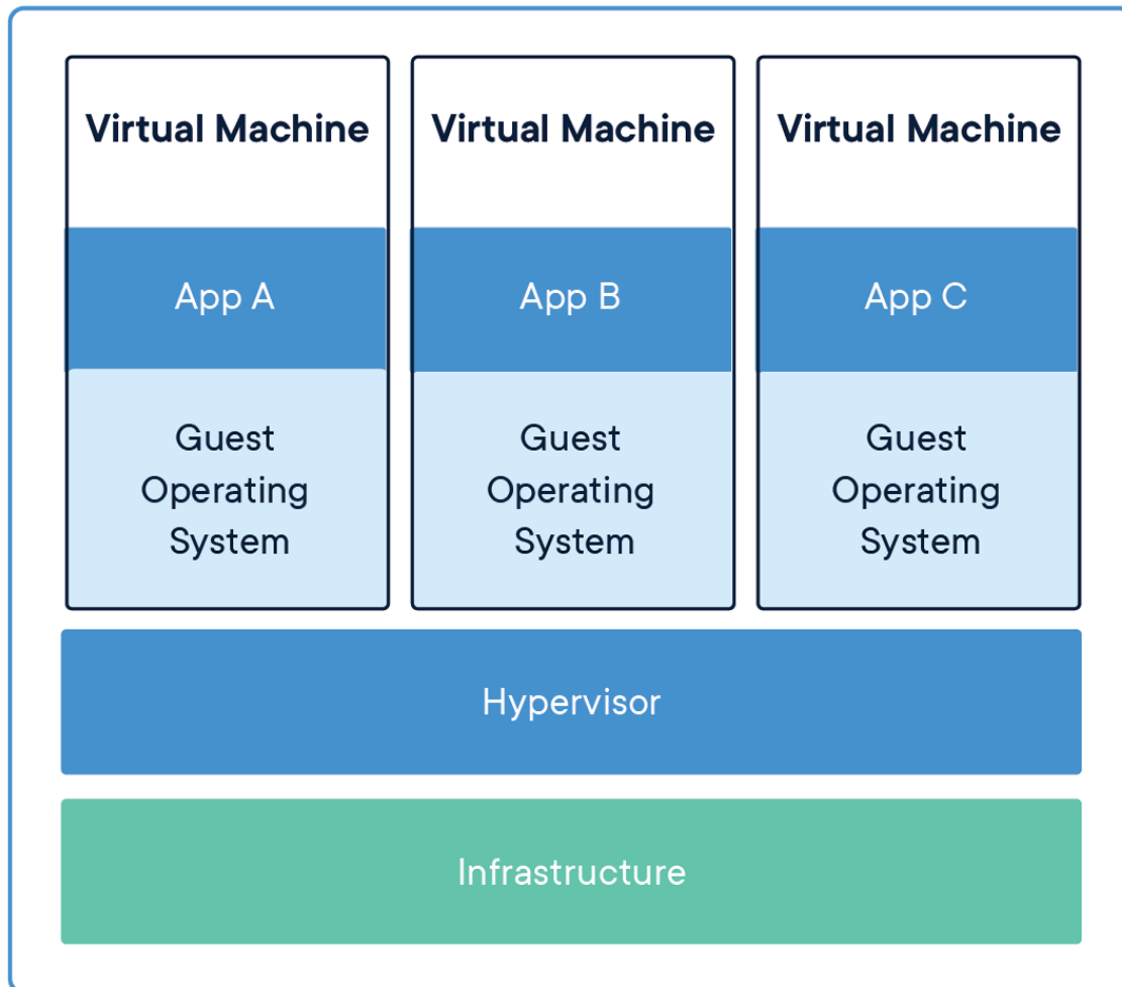 Virtual Machine
App A
Guest
Operating
System
Virtual Machine
App B
Guest
Operating
System
Virtual Machine
App C
Guest
Operating
System
Hypervisor
Infrastructure